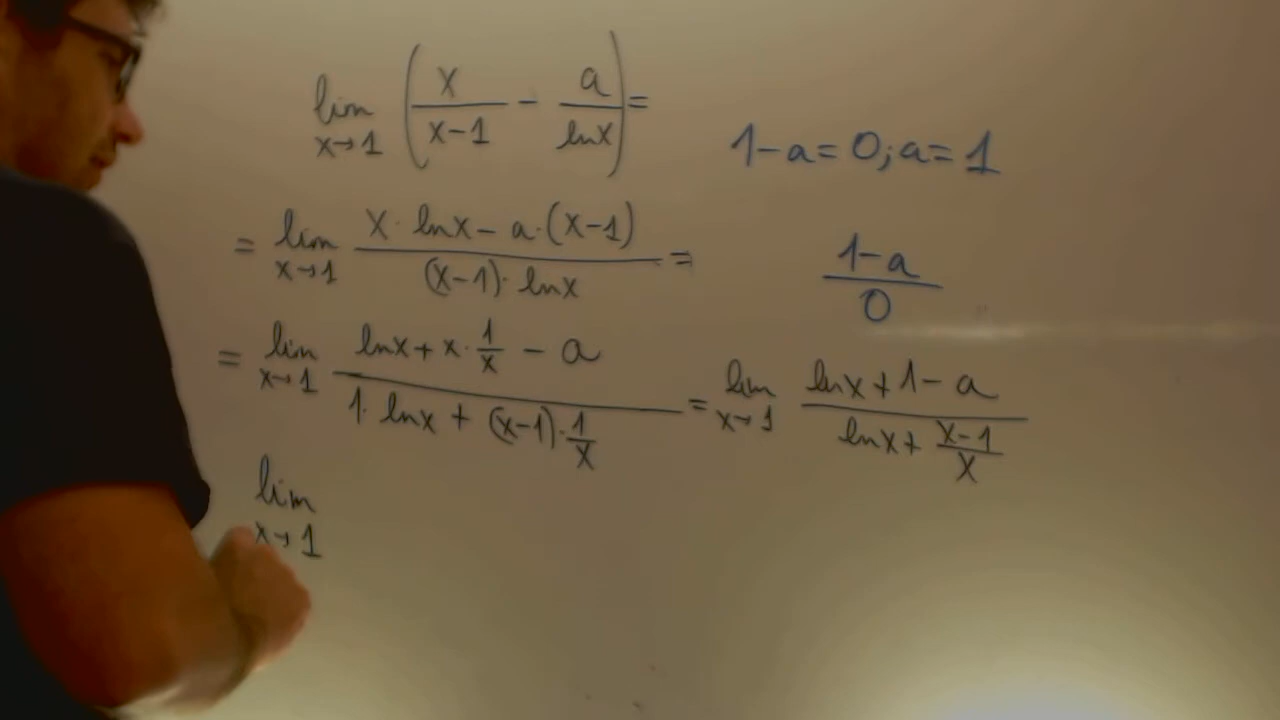 lim x→1 (x/(x-1) - a/lnx) =
1-a = 0; a = 1
= lim x→1 (x · lnx - a·(x-1))/((x-1)· lnx) =
(1-a)/0
= lim x→1 (lnx + x · 1/x - a)/(1· lnx + (x-1)· 1/x) = lim x→1 (lnx + 1 - a)/(lnx + (x-1)/x)
lim x→1